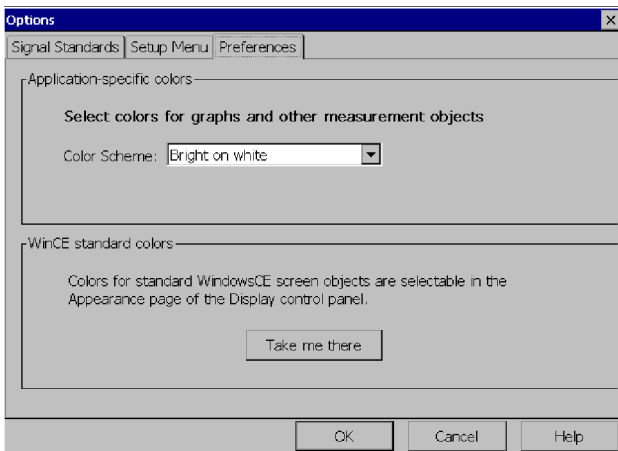 Options
Signal Standards Setup Menu Preferences
Application-specific colors
Select colors for graphs and other measurement objects
Color Scheme: Bright on white
WinCE standard colors
Colors for standard WindowsCE screen objects are selectable in the
Appearance page of the Display control panel.
Take me there
OK Cancel Help